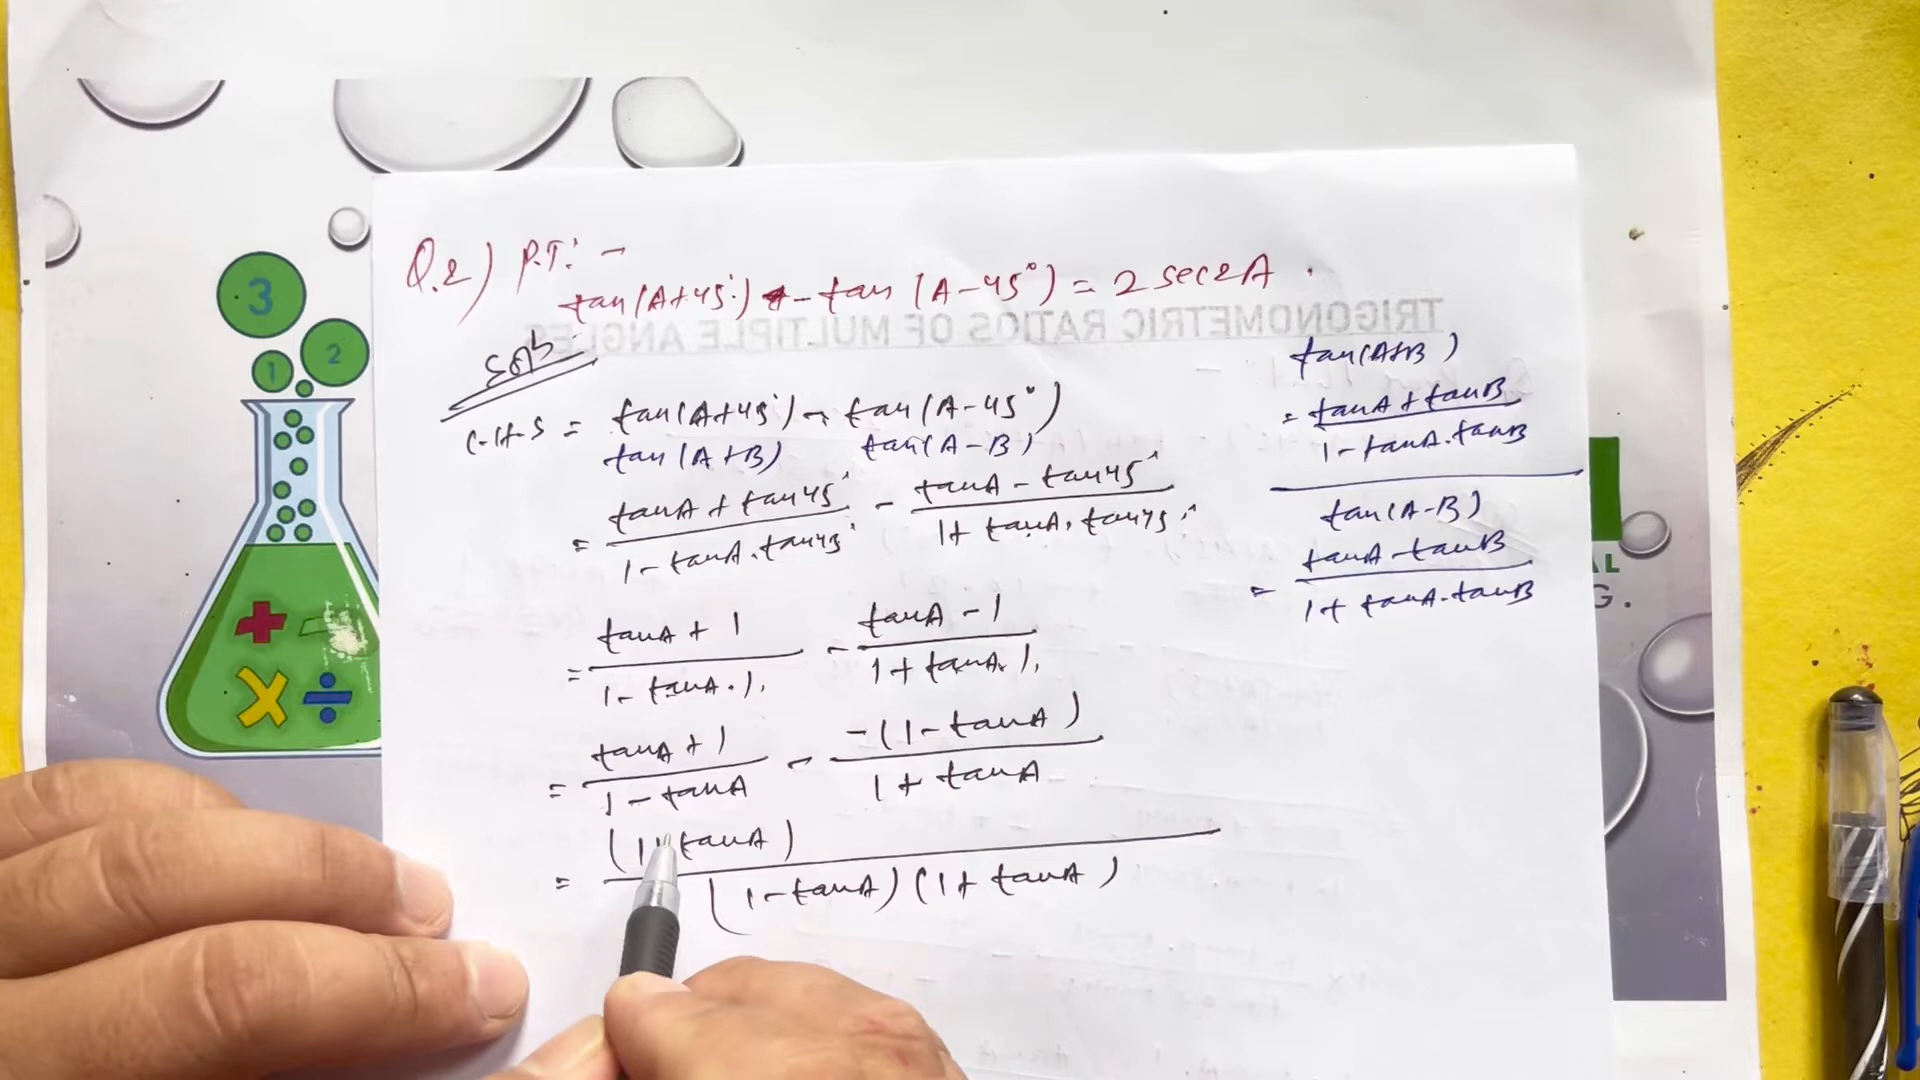 Q.2) P.T: -
tan(A+45°) - tan (A-45°) = 2 sec2A .
TRIGONOMETRIC RATIOS OF MULTIPLE ANGLES
Sol^n
L.H.S = tan(A+45°) - tan(A-45°)
tan(A+B) tan(A-B)
= tanA + tan45° / 1 - tanA.tan45° - tanA - tan45° / 1+ tanA. tan45°
= tanA + 1 / 1- tanA.1. - tanA - 1 / 1+ tanA.1.
= tanA + 1 / 1 - tanA - -(1-tanA) / 1 + tanA
= (1+tanA) / (1-tanA)(1+ tanA)
tan(A+B)
= tanA + tanB / 1 - tanA.tanB
tan(A-B)
= tanA - tanB / 1+ tanA.tanB
3
2
1
+ -
× ÷